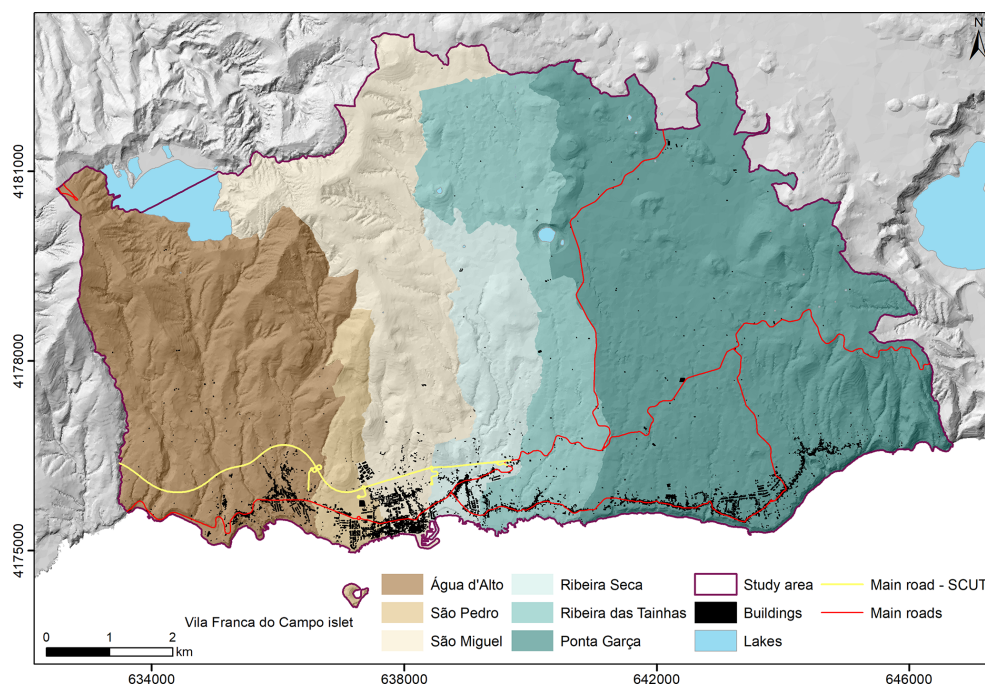 N
4181000
4178000
4175000
Água d'Alto
Ribeira Seca
Study area
Main road - SCUT
São Pedro
Ribeira das Tainhas
Buildings
Main roads
Vila Franca do Campo islet
São Miguel
Ponta Garça
Lakes
0 1 2
km
634000 638000 642000 646000